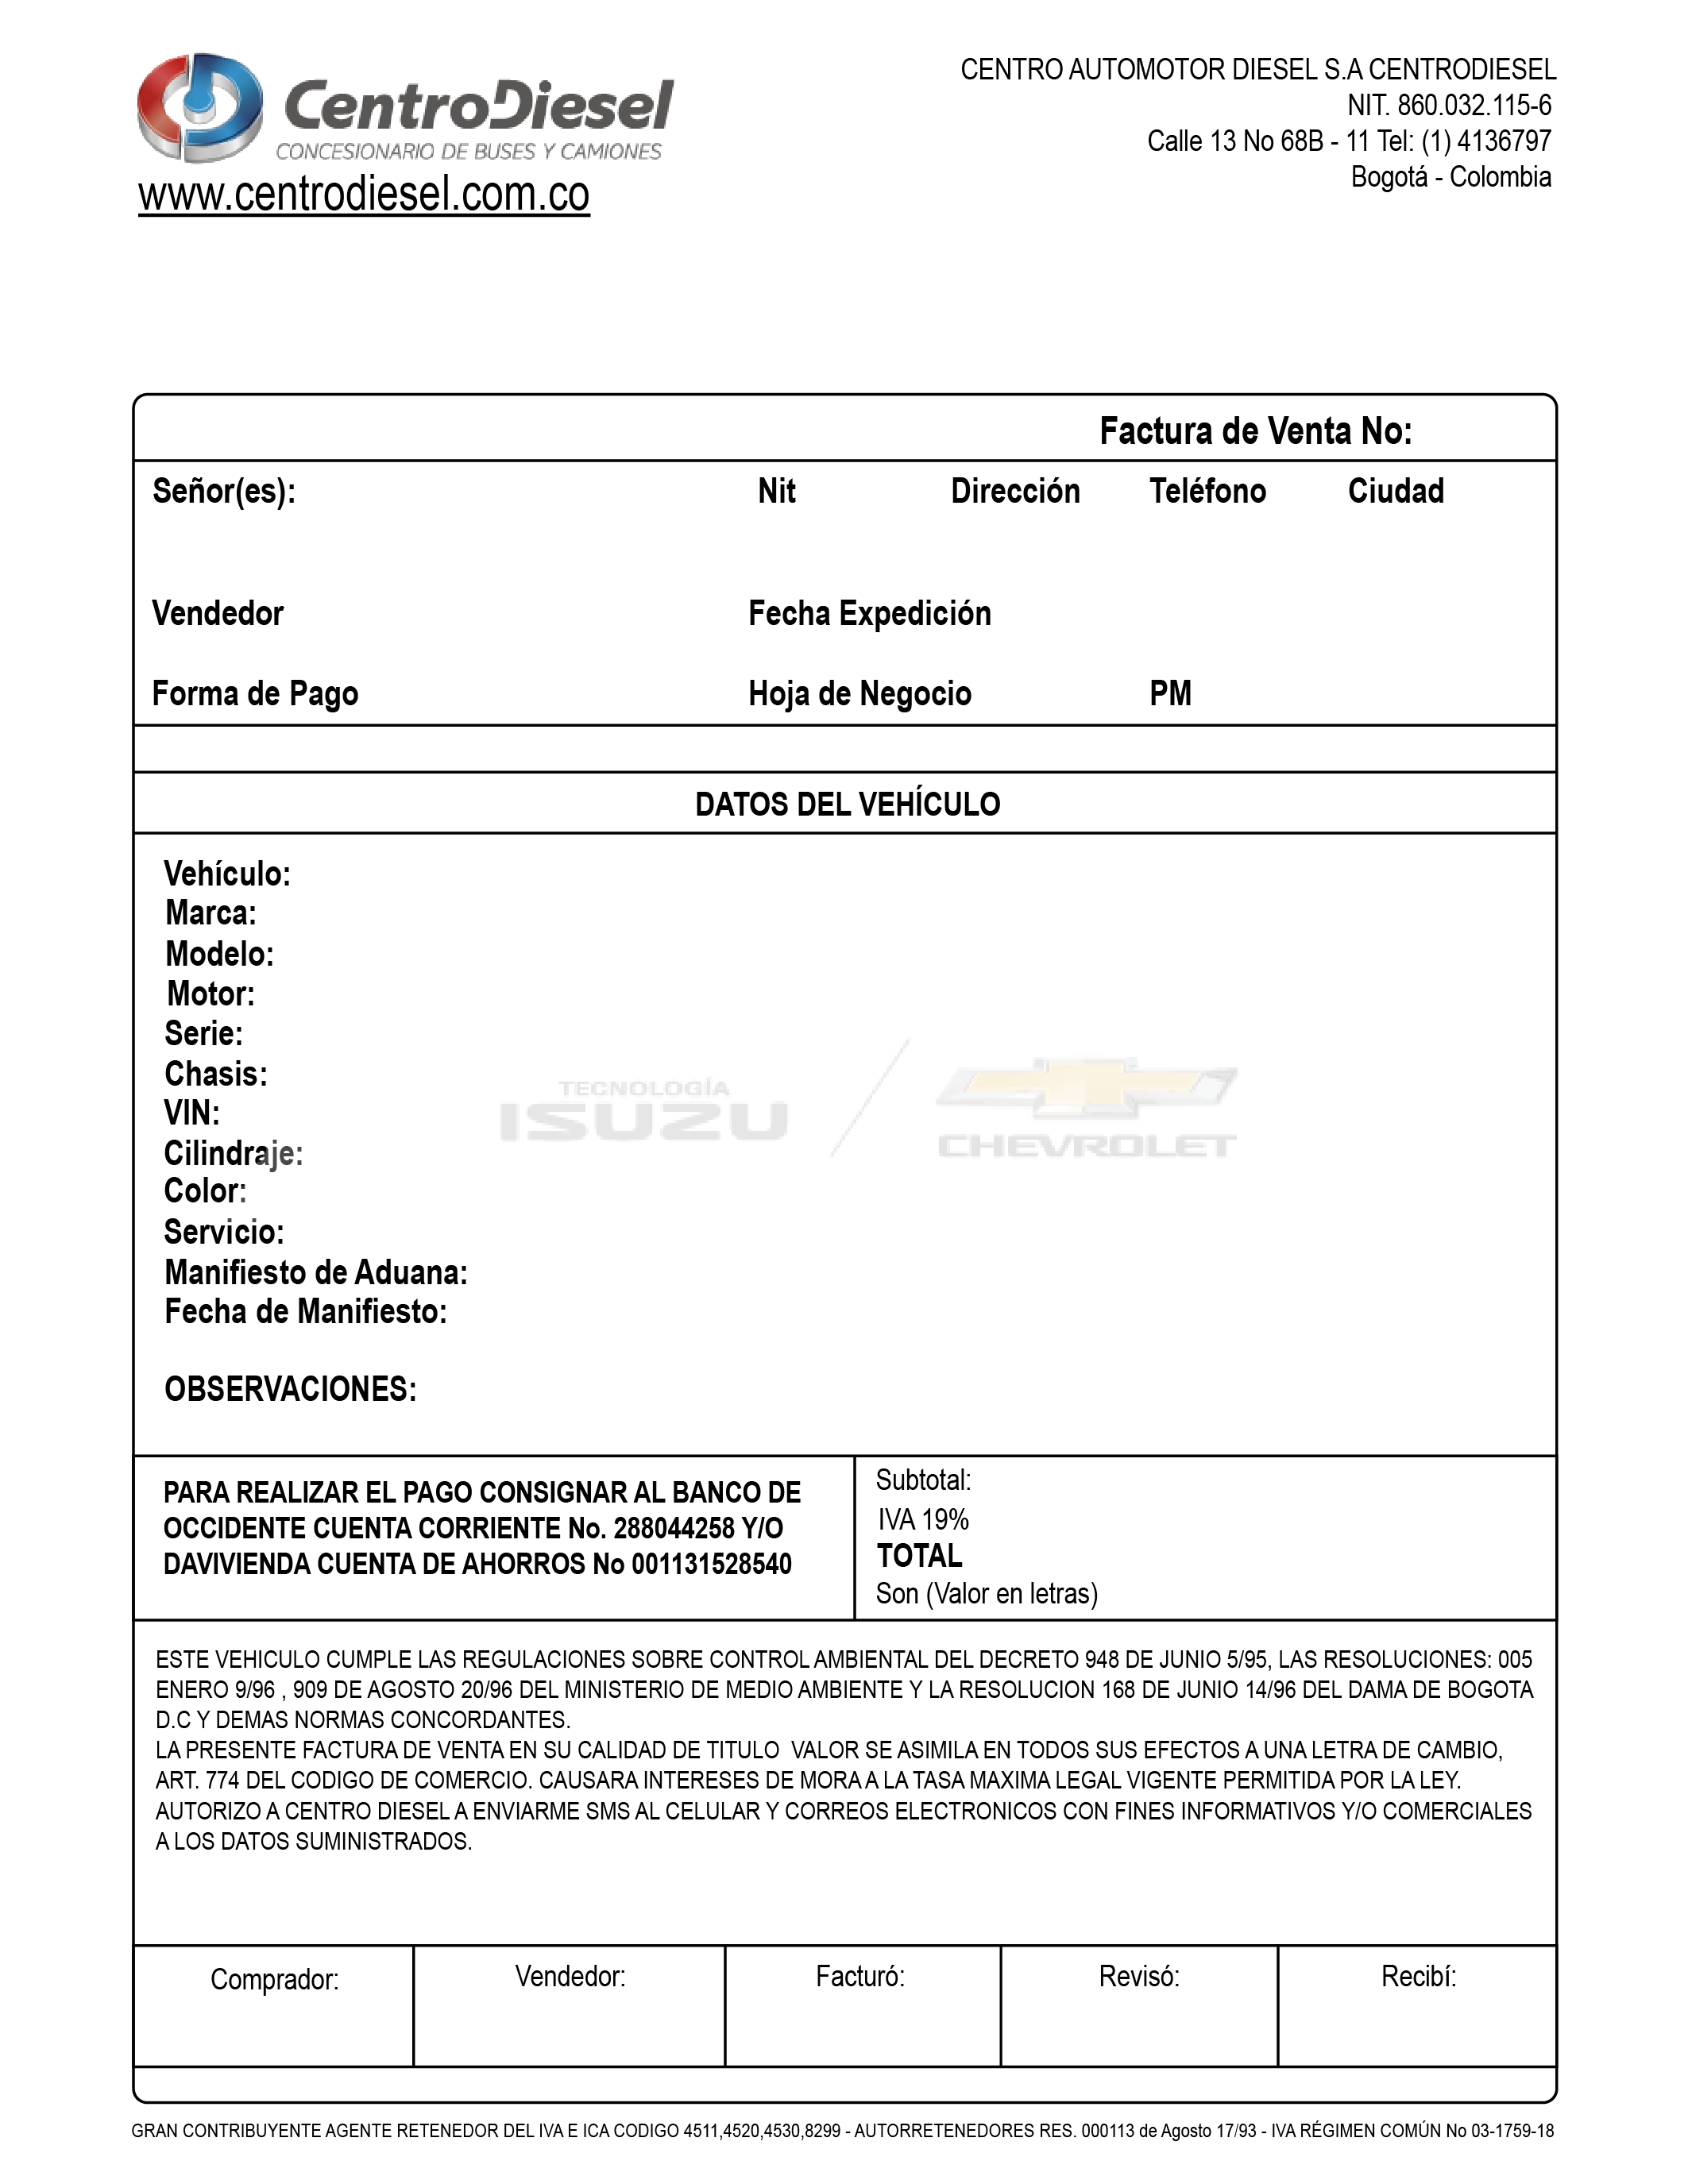 CentroDiesel
CONCESIONARIO DE BUSES Y CAMIONES
www.centrodiesel.com.co
CENTRO AUTOMOTOR DIESEL S.A CENTRODIESEL
NIT. 860.032.115-6
Calle 13 No 68B - 11 Tel: (1) 4136797
Bogotá - Colombia
Factura de Venta No:
Señor(es): Nit Dirección Teléfono Ciudad
Vendedor Fecha Expedición
Forma de Pago Hoja de Negocio PM
DATOS DEL VEHÍCULO
Vehículo:
Marca:
Modelo:
Motor:
Serie:
Chasis:
VIN:
Cilindraje:
Color:
Servicio:
Manifiesto de Aduana:
Fecha de Manifiesto:
TECNOLOGÍA
ISUZU
CHEVROLET
OBSERVACIONES:
PARA REALIZAR EL PAGO CONSIGNAR AL BANCO DE
OCCIDENTE CUENTA CORRIENTE No. 288044258 Y/O
DAVIVIENDA CUENTA DE AHORROS No 001131528540
Subtotal:
IVA 19%
TOTAL
Son (Valor en letras)
ESTE VEHICULO CUMPLE LAS REGULACIONES SOBRE CONTROL AMBIENTAL DEL DECRETO 948 DE JUNIO 5/95, LAS RESOLUCIONES: 005
ENERO 9/96 , 909 DE AGOSTO 20/96 DEL MINISTERIO DE MEDIO AMBIENTE Y LA RESOLUCION 168 DE JUNIO 14/96 DEL DAMA DE BOGOTA
D.C Y DEMAS NORMAS CONCORDANTES.
LA PRESENTE FACTURA DE VENTA EN SU CALIDAD DE TITULO  VALOR SE ASIMILA EN TODOS SUS EFECTOS A UNA LETRA DE CAMBIO,
ART. 774 DEL CODIGO DE COMERCIO. CAUSARA INTERESES DE MORA A LA TASA MAXIMA LEGAL VIGENTE PERMITIDA POR LA LEY.
AUTORIZO A CENTRO DIESEL A ENVIARME SMS AL CELULAR Y CORREOS ELECTRONICOS CON FINES INFORMATIVOS Y/O COMERCIALES
A LOS DATOS SUMINISTRADOS.
Comprador: Vendedor: Facturó: Revisó: Recibí:
GRAN CONTRIBUYENTE AGENTE RETENEDOR DEL IVA E ICA CODIGO 4511,4520,4530,8299 - AUTORRETENEDORES RES. 000113 de Agosto 17/93 - IVA RÉGIMEN COMÚN No 03-1759-18